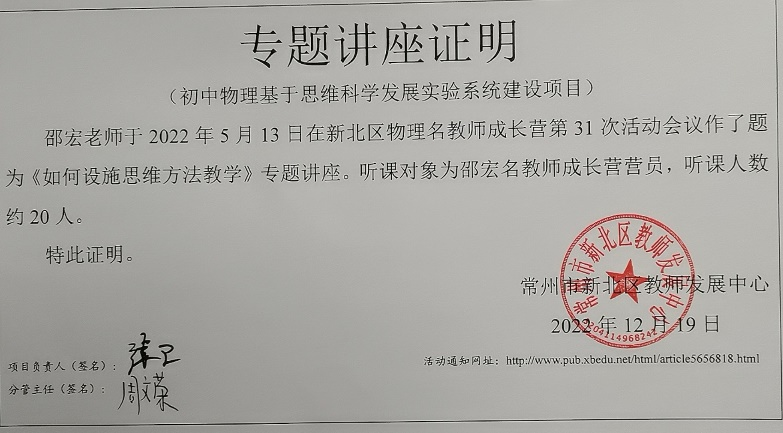 专题讲座证明
（初中物理基于思维科学发展实验系统建设项目）
邵宏老师于 2022 年 5 月 13 日在新北区物理名教师成长营第 31 次活动会议作了题
为《如何设施思维方法教学》专题讲座。听课对象为邵宏名教师成长营营员，听课人数
约 20 人。
特此证明。
常州市新北区教师发展中心
常州市新北区教师发展中心
2022 年 12 月 19 日
项目负责人（签名）：
活动通知网址：http://www.pub.xbedu.net/html/article5656818.html
分管主任（签名）：周文荣